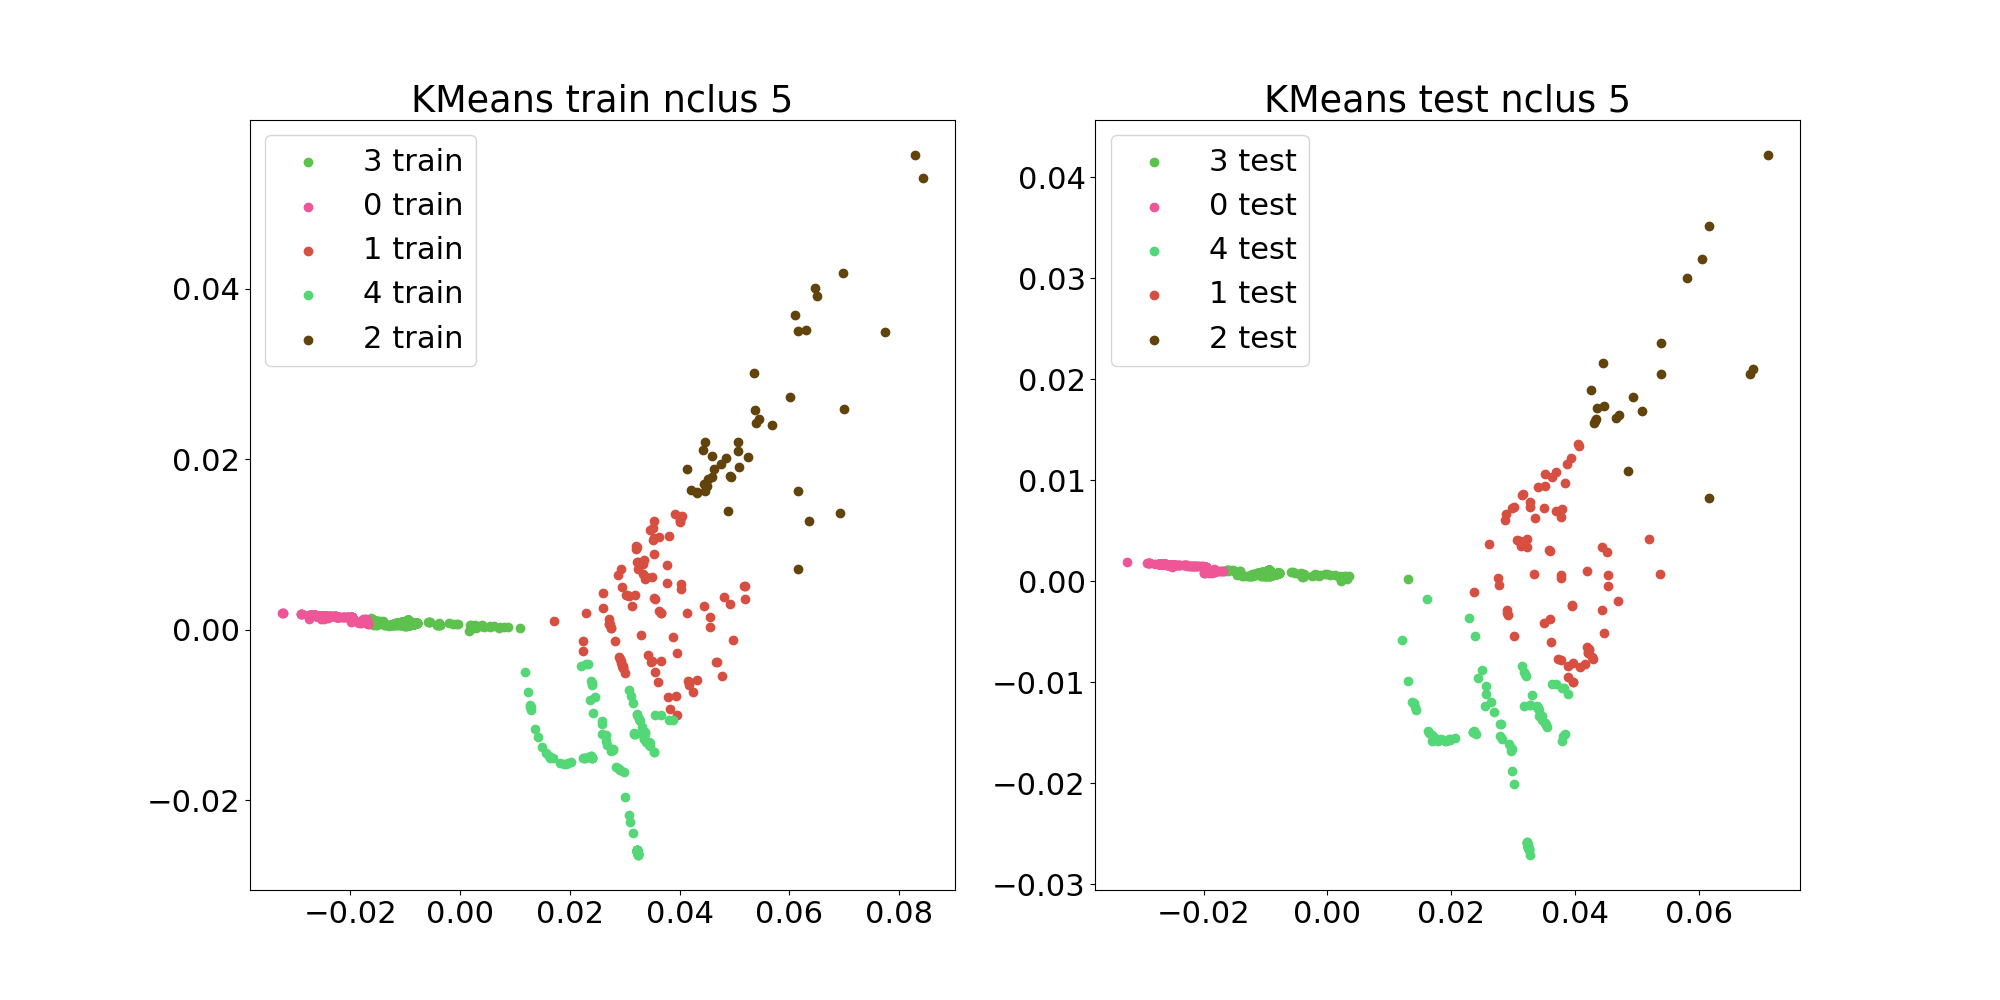 KMeans train nclus 5
3 train
0 train
1 train
4 train
2 train
0.04
0.02
0.00
−0.02
−0.02 0.00 0.02 0.04 0.06 0.08
KMeans test nclus 5
3 test
0 test
4 test
1 test
2 test
0.04
0.03
0.02
0.01
0.00
−0.01
−0.02
−0.03
−0.02 0.00 0.02 0.04 0.06